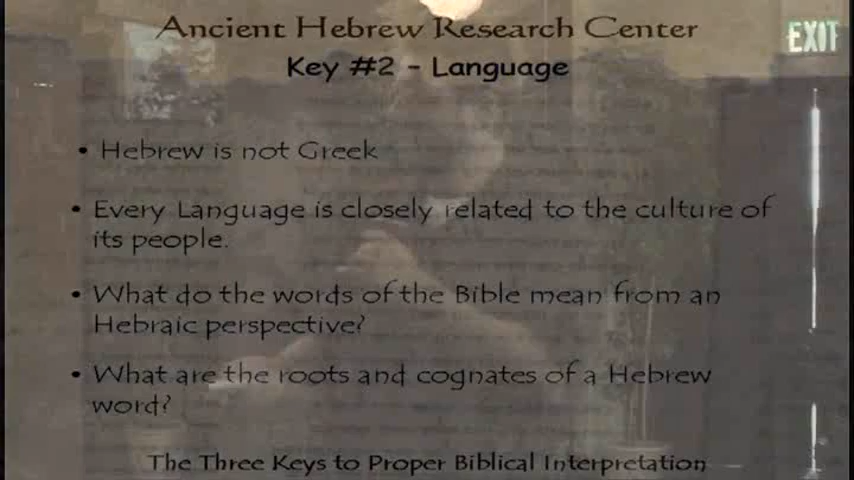 Ancient Hebrew Research Center
EXIT
Key #2 - Language
• Hebrew is not Greek
• Every Language is closely related to the culture of
its people.
• What do the words of the Bible mean from an
Hebraic perspective?
• What are the roots and cognates of a Hebrew
word?
The Three Keys to Proper Biblical Interpretation